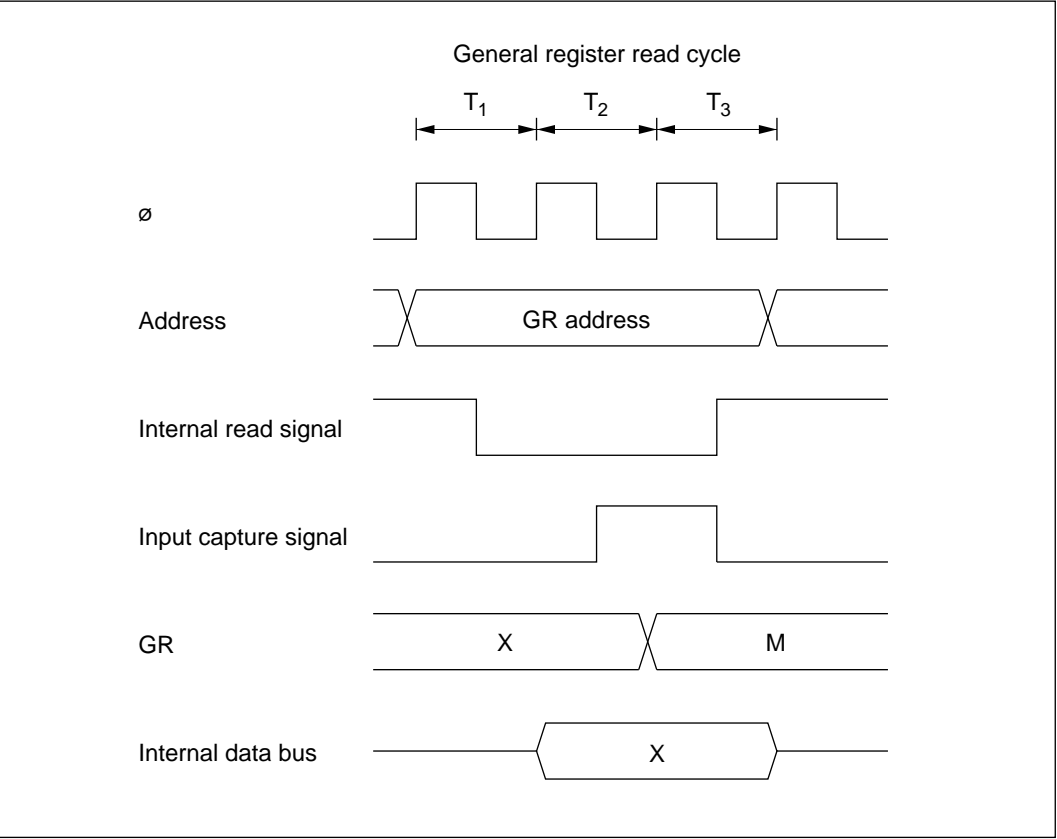 General register read cycle
T1 T2 T3
ø
Address GR address
Internal read signal
Input capture signal
GR X M
Internal data bus X